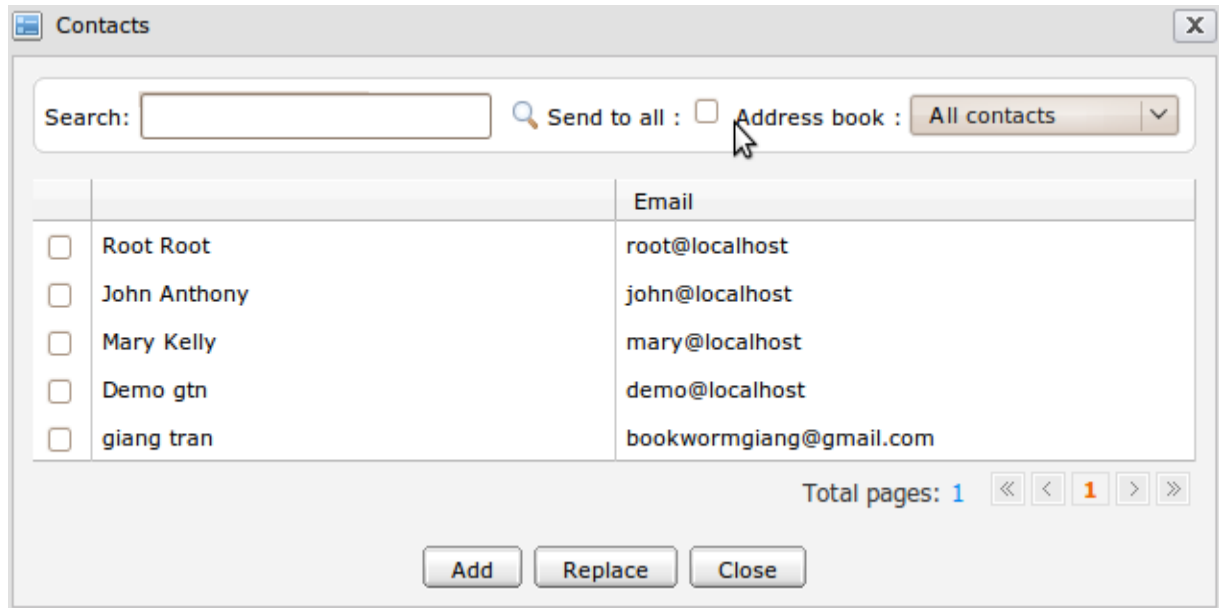 Contacts
Search: Send to all : Address book : All contacts
Email
Root Root root@localhost
John Anthony john@localhost
Mary Kelly mary@localhost
Demo gtn demo@localhost
giang tran bookwormgiang@gmail.com
Total pages: 1 « < 1 > »
Add Replace Close